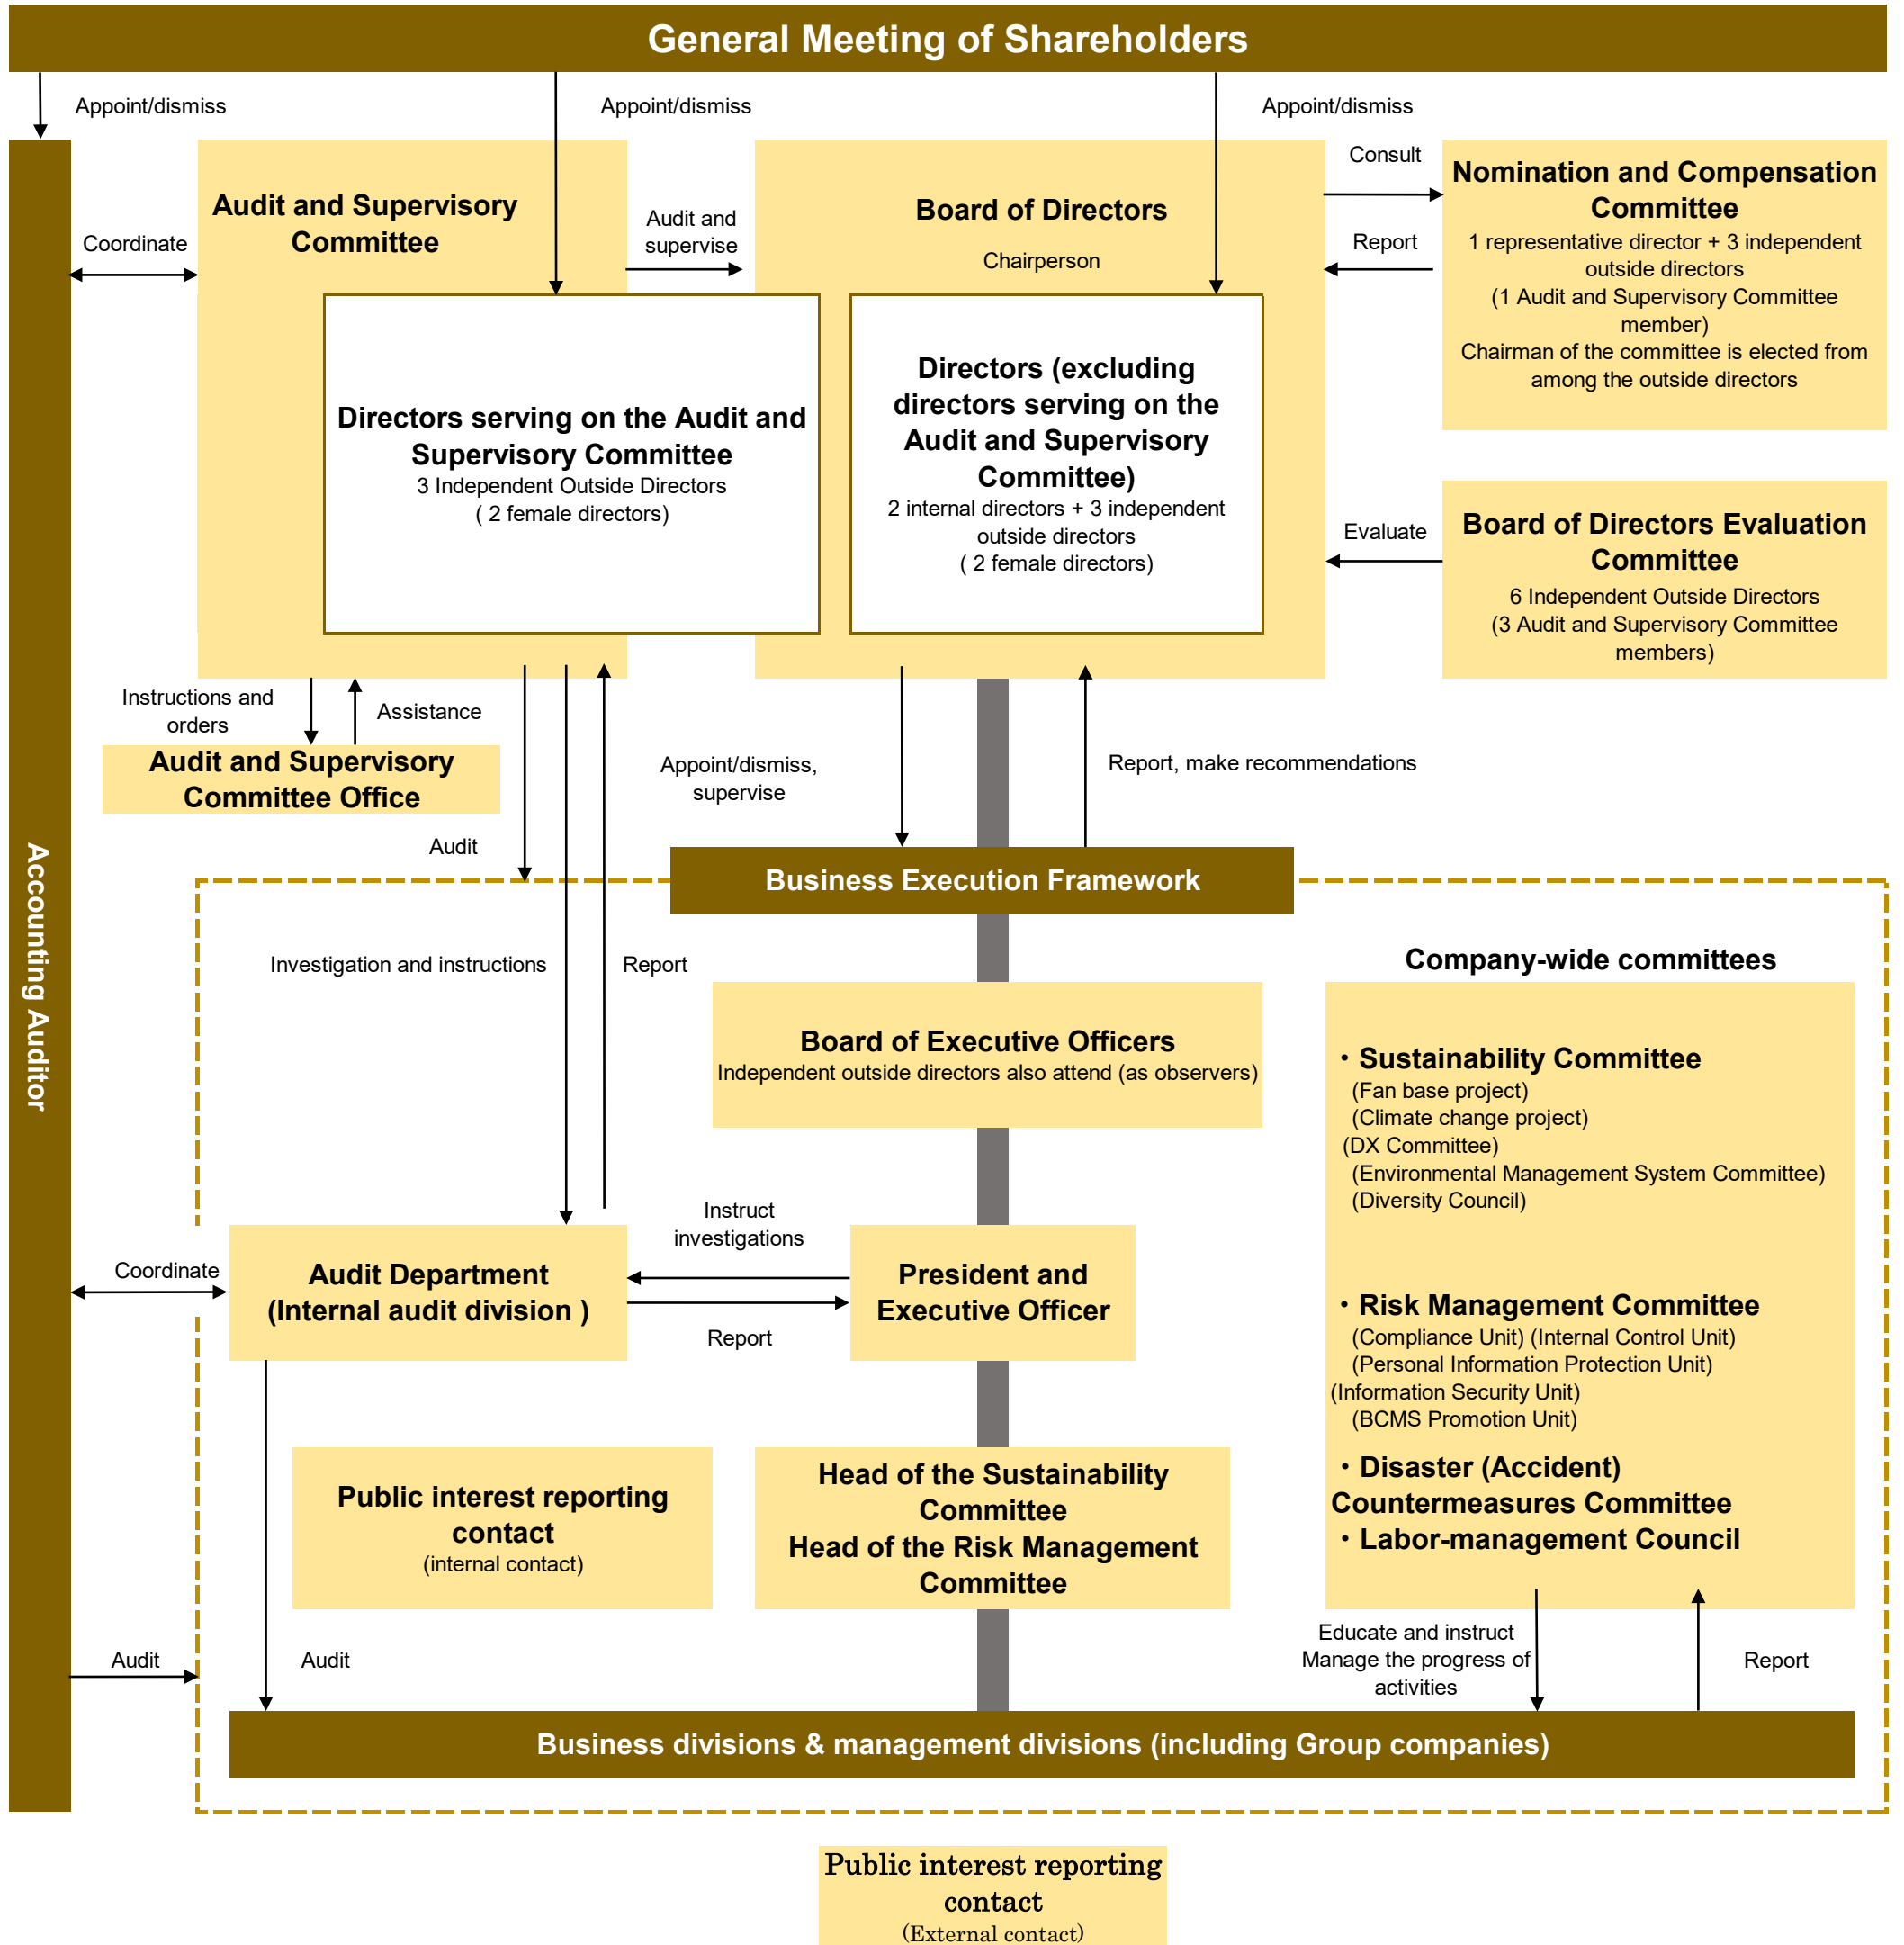 General Meeting of Shareholders
Appoint/dismiss
Appoint/dismiss
Appoint/dismiss
Accounting Auditor
Coordinate
Audit and Supervisory
Committee
Audit and
supervise
Board of Directors
Chairperson
Consult
Report
Nomination and Compensation
Committee
1 representative director + 3 independent
outside directors
(1 Audit and Supervisory Committee
member)
Chairman of the committee is elected from
among the outside directors
Directors serving on the Audit and
Supervisory Committee
3 Independent Outside Directors
( 2 female directors)
Directors (excluding
directors serving on the
Audit and Supervisory
Committee)
2 internal directors + 3 independent
outside directors
( 2 female directors)
Evaluate
Board of Directors Evaluation
Committee
6 Independent Outside Directors
(3 Audit and Supervisory Committee
members)
Instructions and
orders
Assistance
Audit and Supervisory
Committee Office
Appoint/dismiss,
supervise
Report, make recommendations
Audit
Business Execution Framework
Investigation and instructions
Report
Board of Executive Officers
Independent outside directors also attend (as observers)
Company-wide committees
・Sustainability Committee
(Fan base project)
(Climate change project)
(DX Committee)
(Environmental Management System Committee)
(Diversity Council)
・Risk Management Committee
(Compliance Unit) (Internal Control Unit)
(Personal Information Protection Unit)
(Information Security Unit)
(BCMS Promotion Unit)
・Disaster (Accident)
Countermeasures Committee
・Labor-management Council
Coordinate
Audit Department
(Internal audit division )
Instruct
investigations
Report
President and
Executive Officer
Public interest reporting
contact
(internal contact)
Head of the Sustainability
Committee
Head of the Risk Management
Committee
Audit
Audit
Educate and instruct
Manage the progress of
activities
Report
Business divisions & management divisions (including Group companies)
Public interest reporting
contact
(External contact)